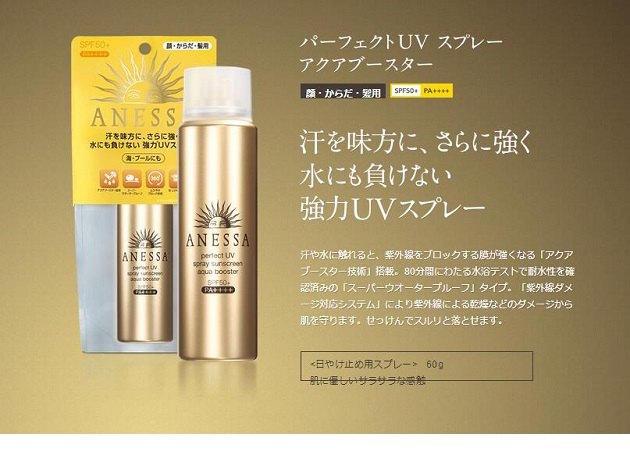 パーフェクトUV スプレー
アクアブースター
顔・からだ・髪用
SPF50+ PA++++
汗を味方に、さらに強く
水にも負けない
強力UVスプレー
汗や水に触れると、紫外線をブロックする膜が強くなる「アクア
ブースター技術」搭載。80分間にわたる水浴テストで耐水性を確
認済みの「スーパーウオータープルーフ」タイプ。「紫外線ダメ
ージ対応システム」により紫外線による乾燥などのダメージから
肌を守ります。せっけんでスルリと落とせます。
<日やけ止め用スプレー> 60g
肌に優しいサラサラな感触
SPF50+
PA++++
顔・からだ・髪用
ANESSA
汗を味方に、さらに強く
水にも負けない 強力UVス
海・プールにも
ANESSA
perfect UV
spray sunscreen
aqua booster
SPF50+
PA++++
ANESSA
perfect UV
spray sunscreen
aqua booster
SPF50+
PA++++